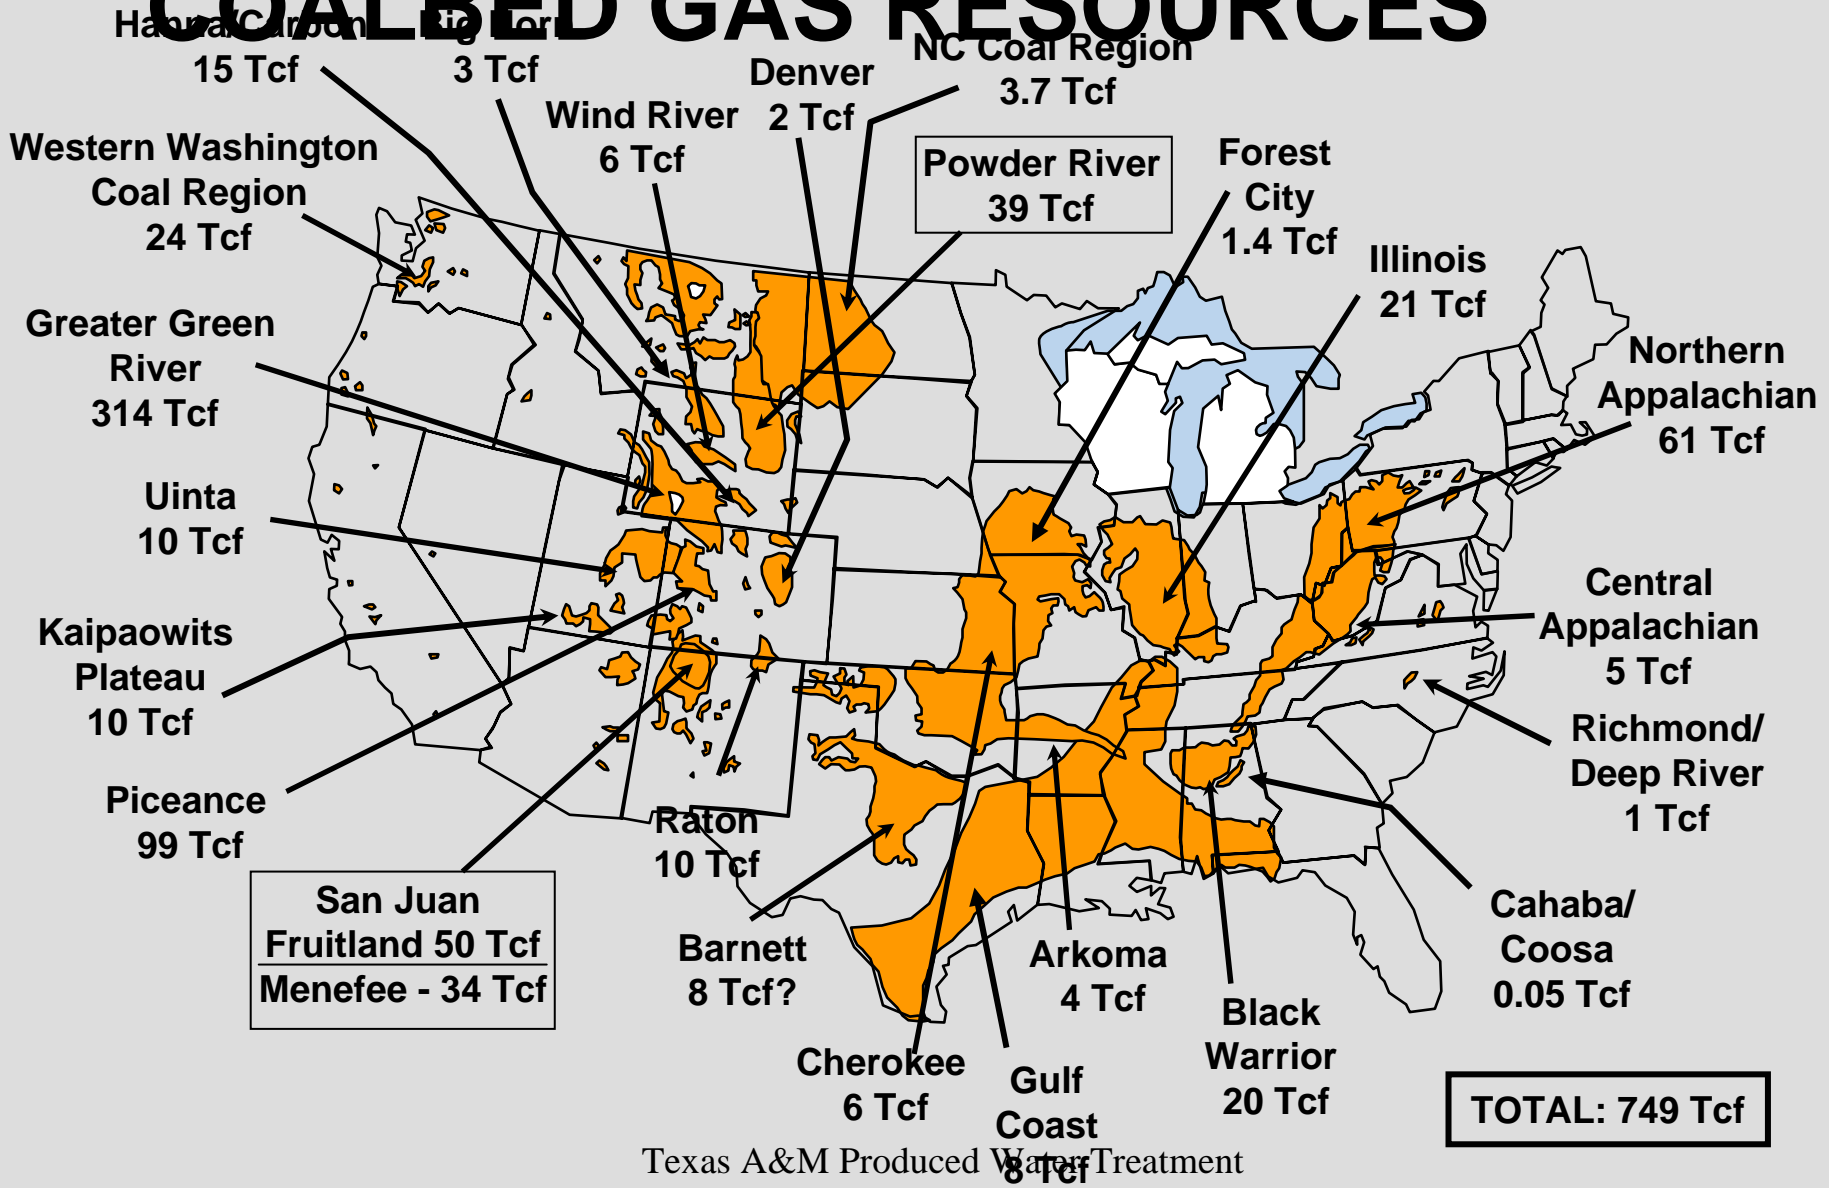 COALBED GAS RESOURCES
Hanna/Carbon
15 Tcf
Big Horn
3 Tcf
Wind River
6 Tcf
Denver
2 Tcf
NC Coal Region
3.7 Tcf
Powder River
39 Tcf
Forest
City
1.4 Tcf
Illinois
21 Tcf
Western Washington
Coal Region
24 Tcf
Greater Green
River
314 Tcf
Northern
Appalachian
61 Tcf
Uinta
10 Tcf
Central
Appalachian
5 Tcf
Kaipaowits
Plateau
10 Tcf
Richmond/
Deep River
1 Tcf
Piceance
99 Tcf
Raton
10 Tcf
San Juan
Fruitland 50 Tcf
Menefee - 34 Tcf
Barnett
8 Tcf?
Arkoma
4 Tcf
Cahaba/
Coosa
0.05 Tcf
Black
Warrior
20 Tcf
Cherokee
6 Tcf
Gulf
Coast
8 Tcf
TOTAL: 749 Tcf
Texas A&M Produced Water Treatment